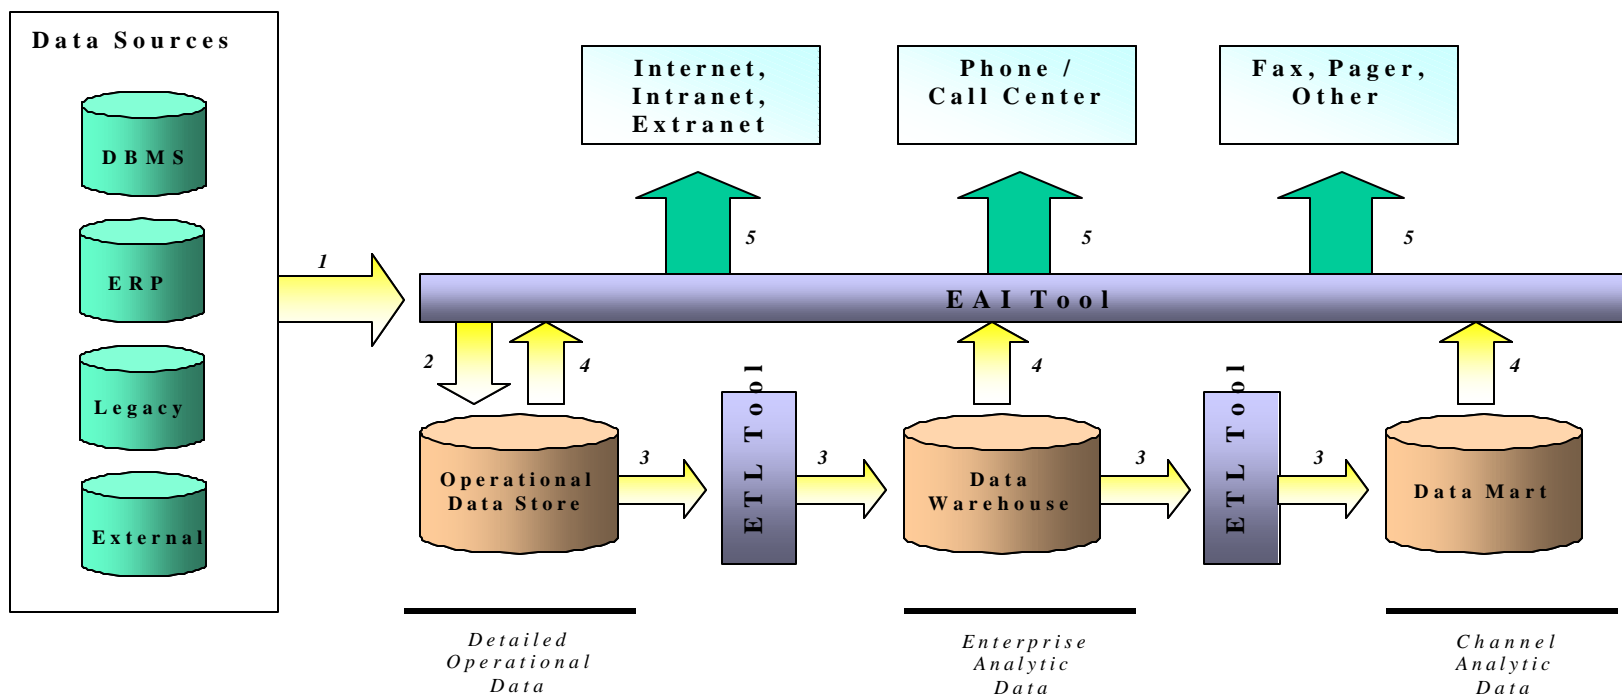 Data Sources
DBMS
ERP
Legacy
External
1
Internet,
Intranet,
Extranet
Phone /
Call Center
Fax, Pager,
Other
5
5
5
EAI Tool
2
4
4
4
Operational
Data Store
3
ETL Tool
3
Data
Warehouse
3
ETL Tool
3
Data Mart
Detailed
Operational
Data
Enterprise
Analytic
Data
Channel
Analytic
Data